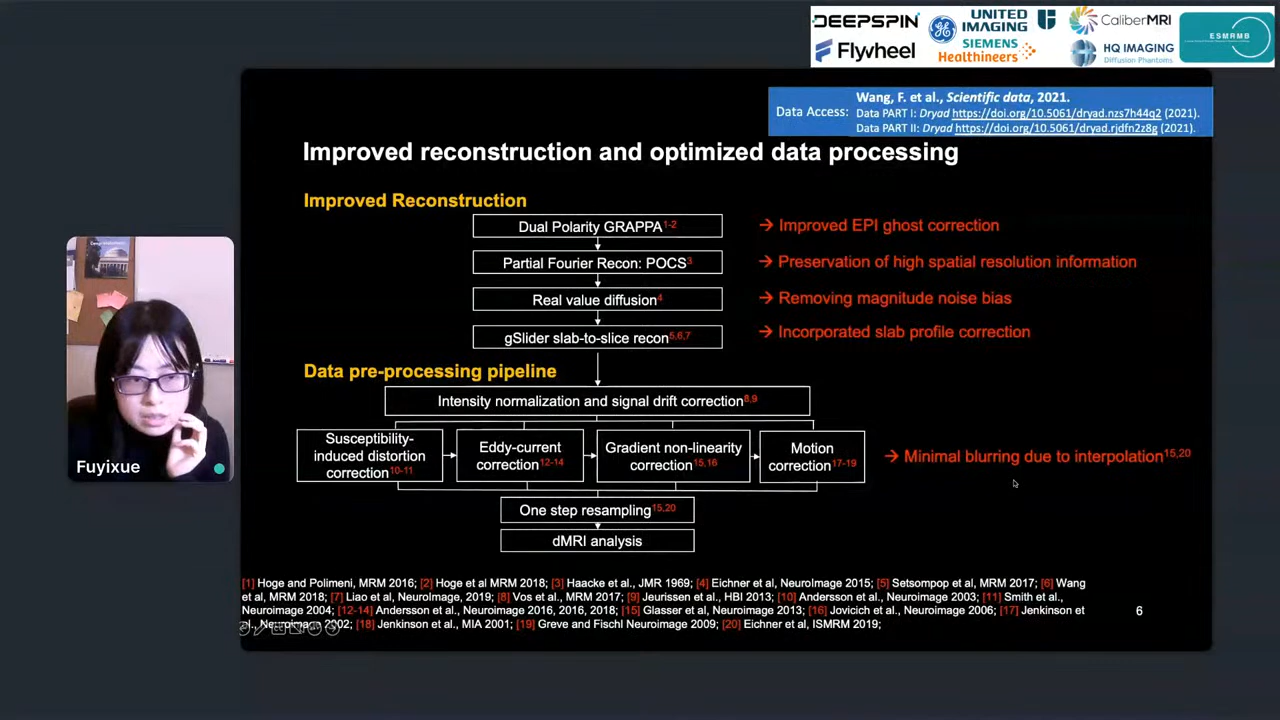 DEEPSPIN
UNITED
IMAGING
CaliberMRI
ESMRMB
Flywheel
SIEMENS
Healthineers
HQ IMAGING
Diffusion Phantoms
Data Access:
Wang, F. et al., Scientific data, 2021.
Data PART I: Dryad https://doi.org/10.5061/dryad.nzs7h44q2 (2021).
Data PART II: Dryad https://doi.org/10.5061/dryad.rjdfn2z8g (2021).
Improved reconstruction and optimized data processing
Improved Reconstruction
Dual Polarity GRAPPA1-2
→ Improved EPI ghost correction
Partial Fourier Recon: POCS3
→ Preservation of high spatial resolution information
Real value diffusion4
→ Removing magnitude noise bias
gSlider slab-to-slice recon5,6,7
→ Incorporated slab profile correction
Data pre-processing pipeline
Intensity normalization and signal drift correction8,9
Susceptibility-
induced distortion
correction10-11
Eddy-current
correction12-14
Gradient non-linearity
correction15,16
Motion
correction17-19
→ Minimal blurring due to interpolation15,20
One step resampling15,20
dMRI analysis
Fuyixue
[1] Hoge and Polimeni, MRM 2016; [2] Hoge et al MRM 2018; [3] Haacke et al., JMR 1969; [4] Eichner et al, NeuroImage 2015; [5] Setsompop et al, MRM 2017; [6] Wang
et al, MRM 2018; [7] Liao et al, NeuroImage, 2019; [8] Vos et al., MRM 2017; [9] Jeurissen et al., HBI 2013; [10] Andersson et al., Neuroimage 2003; [11] Smith et al.,
Neuroimage 2004; [12-14] Andersson et al., Neuroimage 2016, 2016, 2018; [15] Glasser et al, Neuroimage 2013; [16] Jovicich et al., Neuroimage 2006; [17] Jenkinson et
al., Neuroimage 2002; [18] Jenkinson et al., MIA 2001; [19] Greve and Fischl Neuroimage 2009; [20] Eichner et al, ISMRM 2019;
6